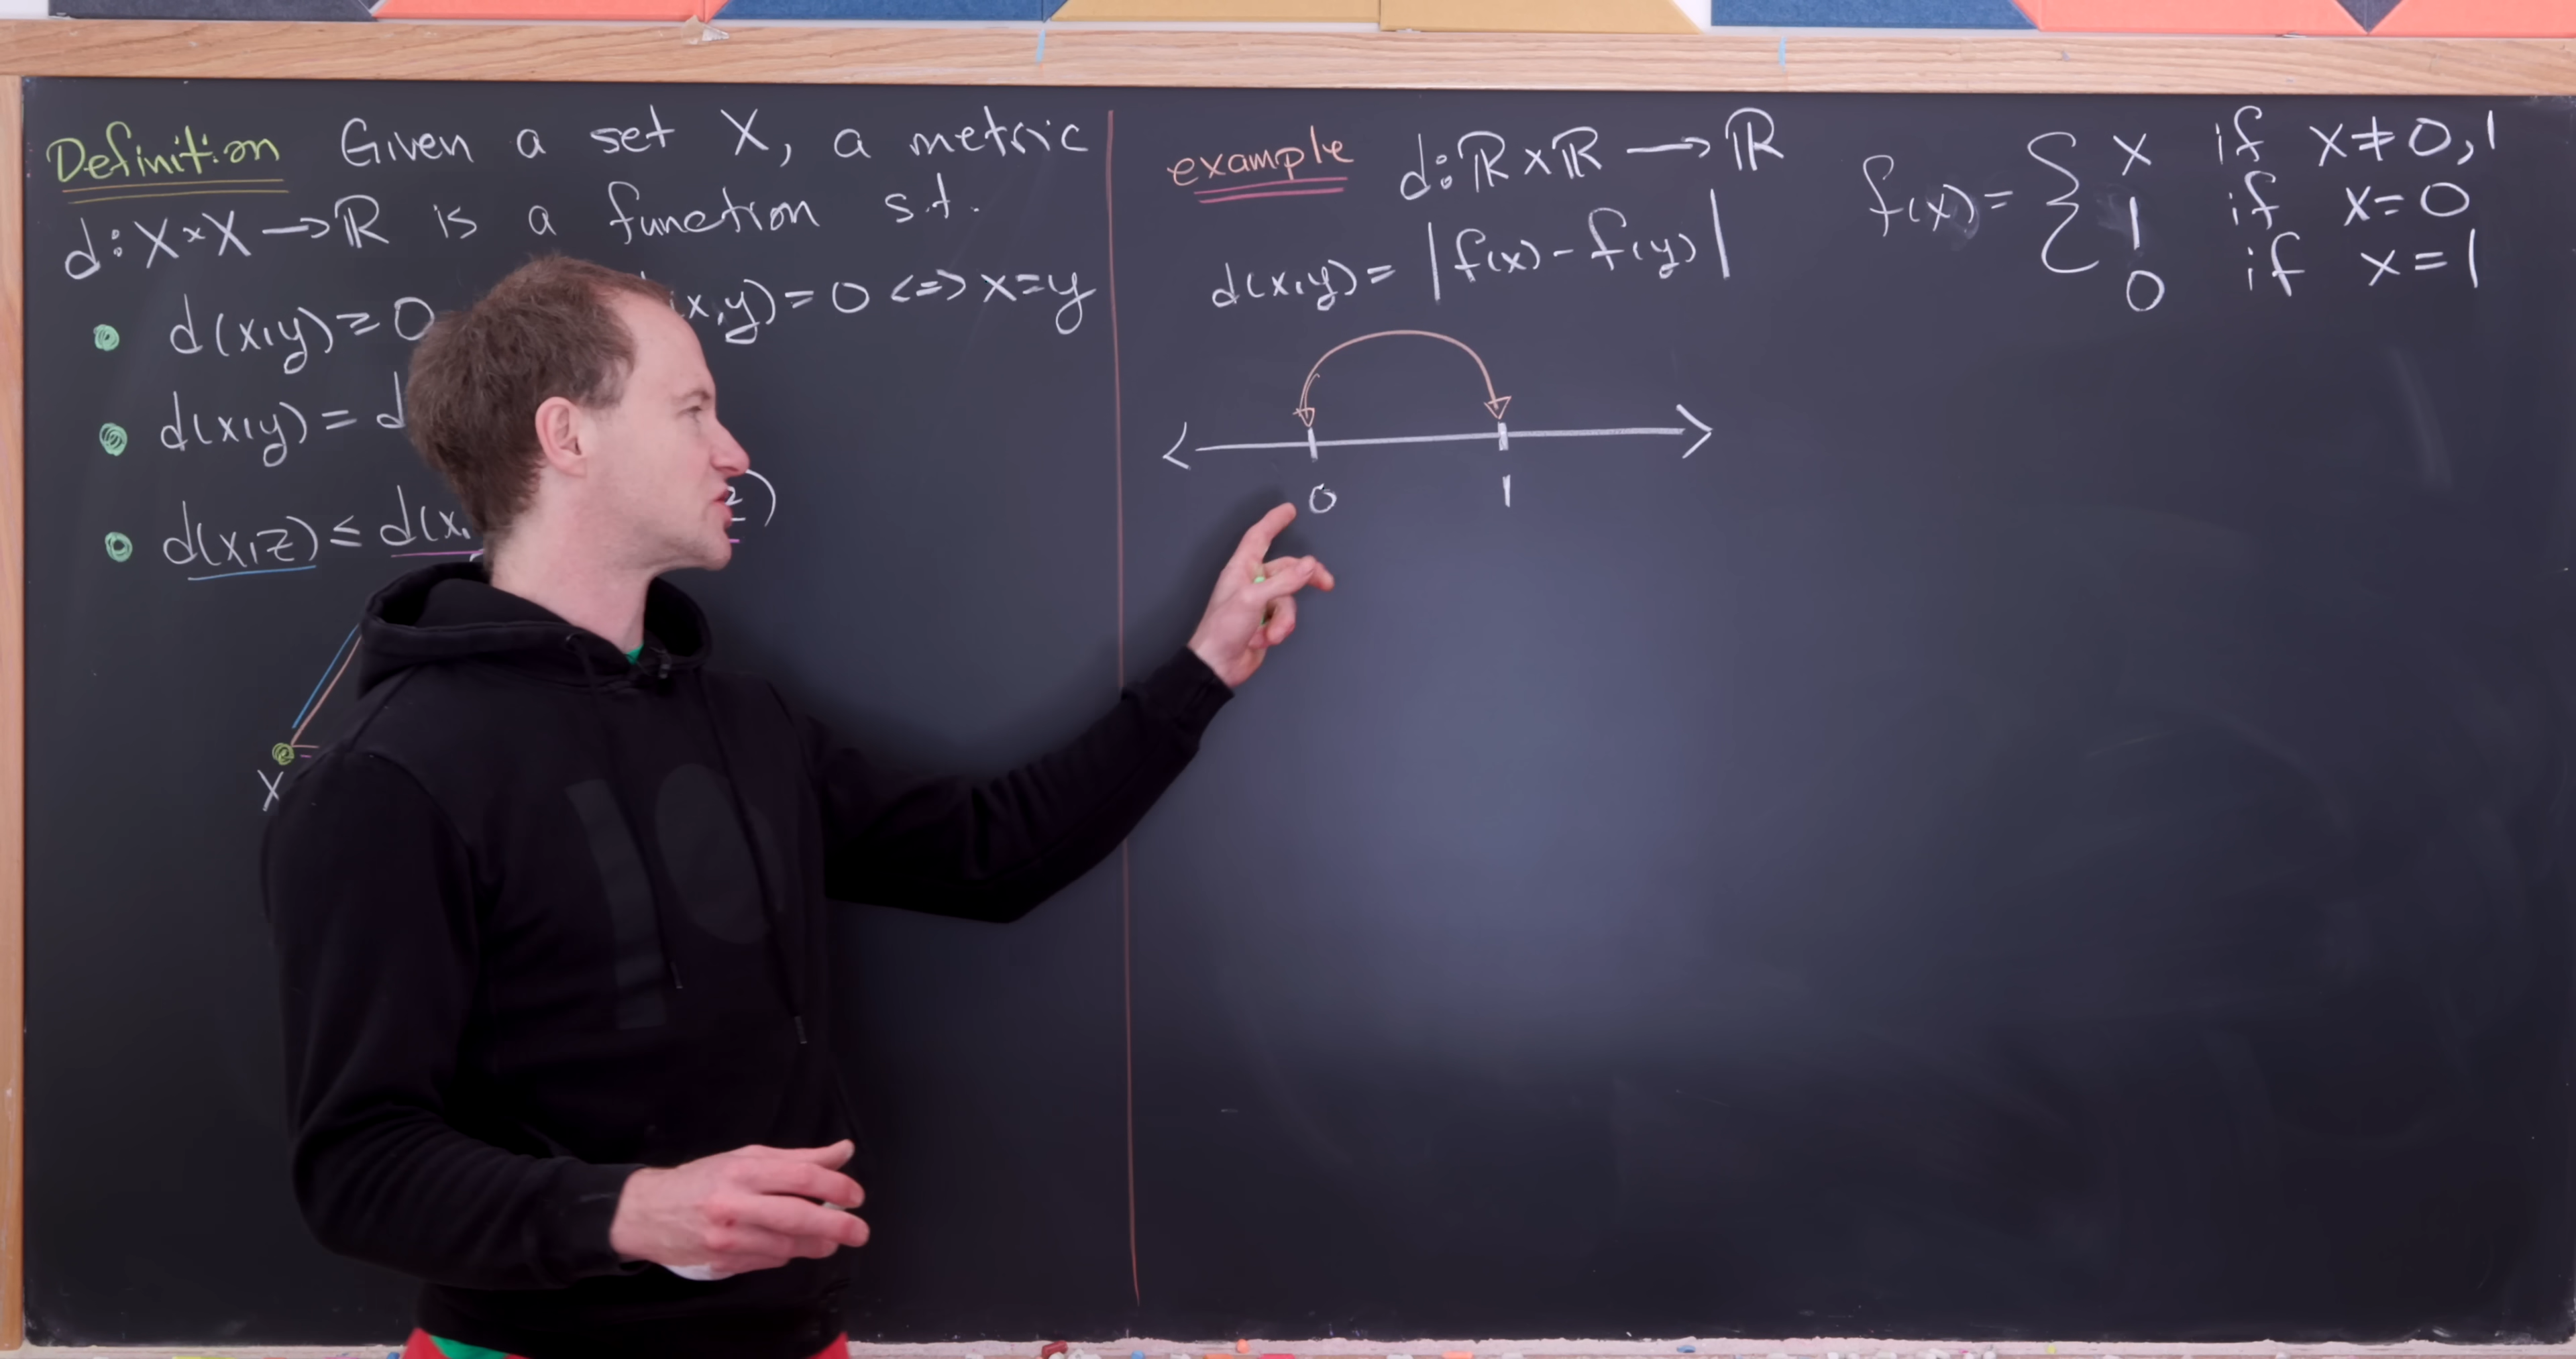 Definition Given a set X, a metric
d: X×X → ℝ is a function s.t.
d(x,y) ≥ 0 x,y) = 0 <=> x=y
d(x,y) = d
d(x,z) ≤ d(x, z)
X
example d: ℝ×ℝ → ℝ
d(x,y) = |f(x) - f(y)|
0 1
f(x) = { x if x≠0,1
1 if x=0
0 if x=1
10